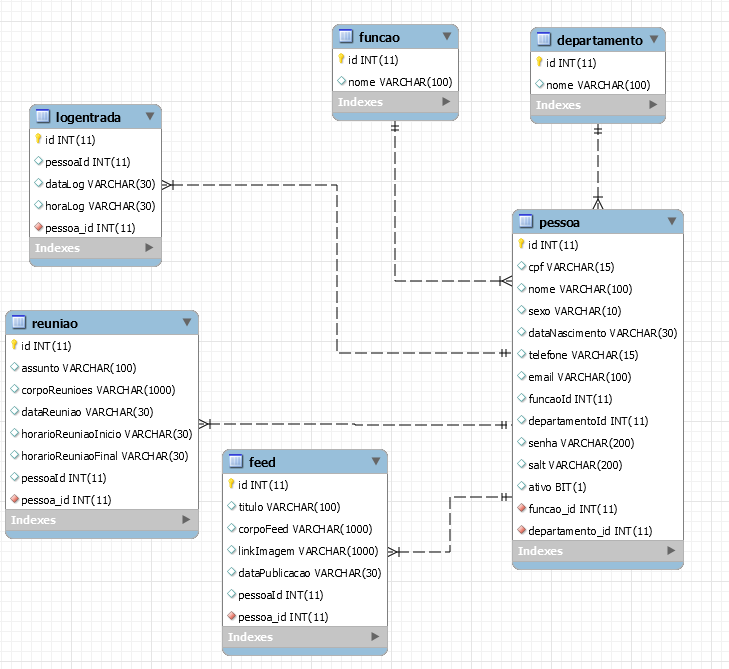 funcao
id INT(11)
nome VARCHAR(100)
Indexes
departamento
id INT(11)
nome VARCHAR(100)
Indexes
logentrada
id INT(11)
pessoaId INT(11)
dataLog VARCHAR(30)
horaLog VARCHAR(30)
pessoa_id INT(11)
Indexes
pessoa
id INT(11)
cpf VARCHAR(15)
nome VARCHAR(100)
sexo VARCHAR(10)
dataNascimento VARCHAR(30)
telefone VARCHAR(15)
email VARCHAR(100)
funcaoId INT(11)
departamentoId INT(11)
senha VARCHAR(200)
salt VARCHAR(200)
ativo BIT(1)
funcao_id INT(11)
departamento_id INT(11)
Indexes
reuniao
id INT(11)
assunto VARCHAR(100)
corpoReunioes VARCHAR(1000)
dataReuniao VARCHAR(30)
horarioReuniaoInicio VARCHAR(30)
horarioReuniaoFinal VARCHAR(30)
pessoaId INT(11)
pessoa_id INT(11)
Indexes
feed
id INT(11)
titulo VARCHAR(100)
corpoFeed VARCHAR(1000)
linkImagem VARCHAR(1000)
dataPublicacao VARCHAR(30)
pessoaId INT(11)
pessoa_id INT(11)
Indexes